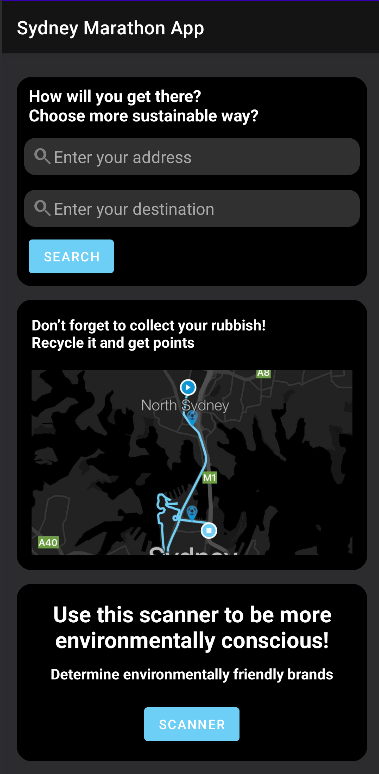 Sydney Marathon App
How will you get there?
Choose more sustainable way?
Enter your address
Enter your destination
SEARCH
Don't forget to collect your rubbish!
Recycle it and get points
A8
North Sydney
M1
A40
Sydney
Use this scanner to be more
environmentally conscious!
Determine environmentally friendly brands
SCANNER